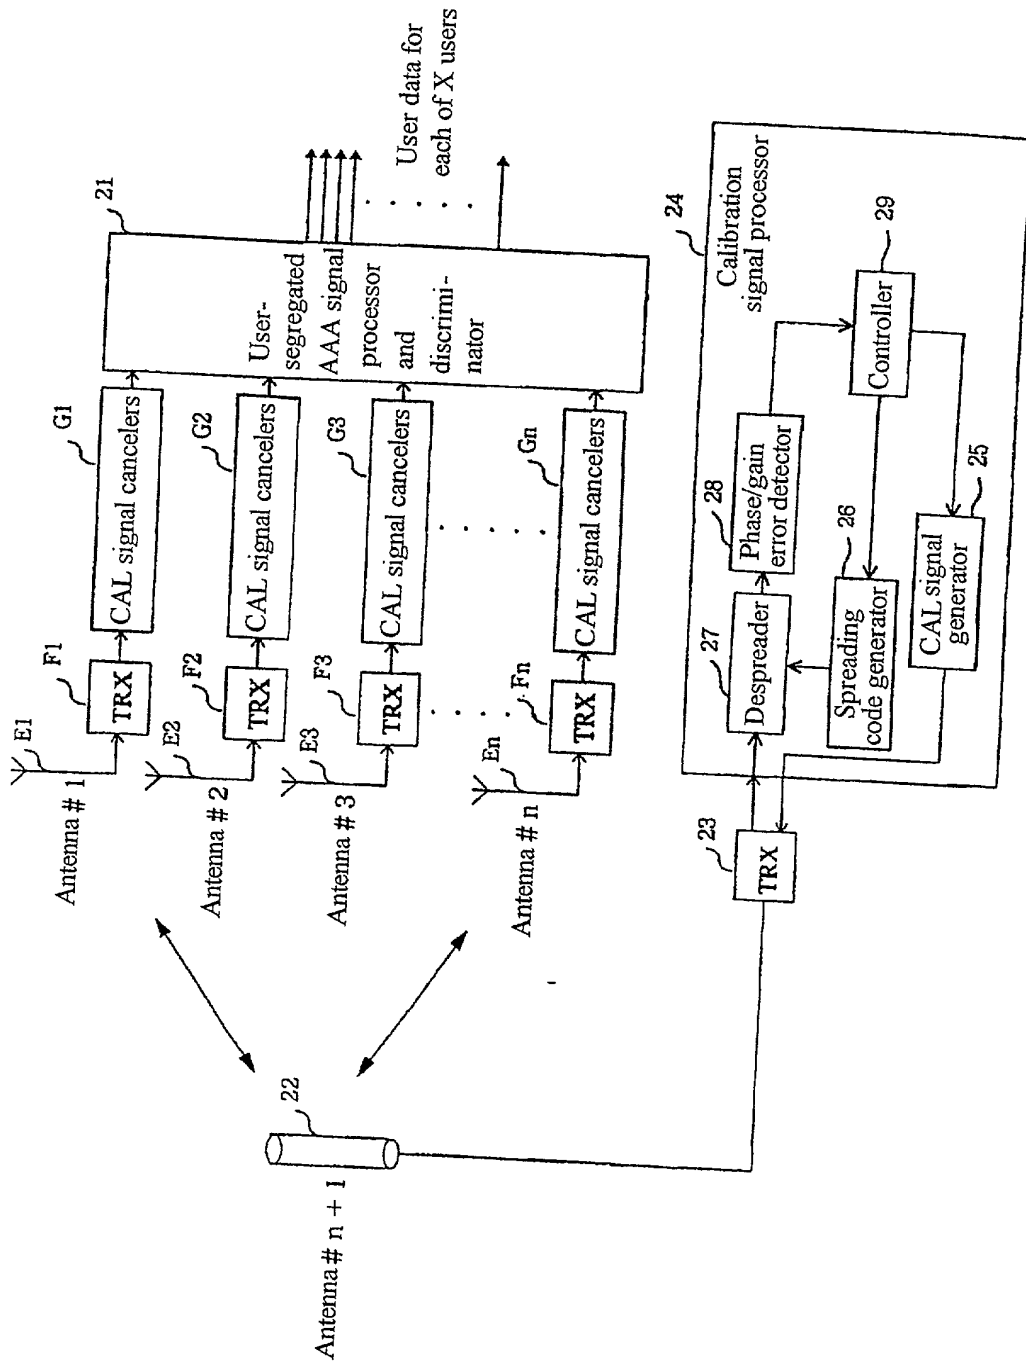 Antenna # 1
E1
F1
TRX
G1
CAL signal cancelers
21
Antenna # 2
E2
F2
TRX
G2
CAL signal cancelers
User-
segregated
AAA signal
processor
and
discrimi-
nator
User data for
each of X users
Antenna # 3
E3
F3
TRX
G3
CAL signal cancelers
Antenna # n
En
Fn
TRX
Gn
CAL signal cancelers
Antenna # n + 1
22
23
TRX
24
Calibration
signal processor
27
Despreader
28
Phase/gain
error detector
29
Controller
26
Spreading
code generator
25
CAL signal
generator